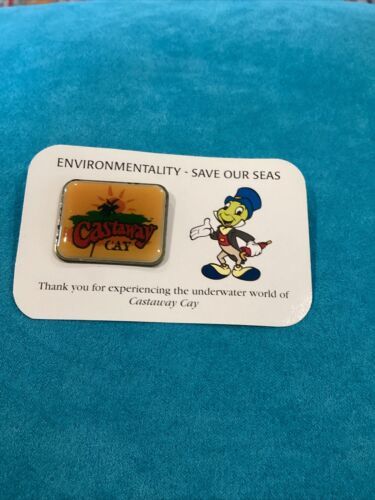 ENVIRONMENTALITY - SAVE OUR SEAS
Castaway
CAY
Thank you for experiencing the underwater world of
Castaway Cay